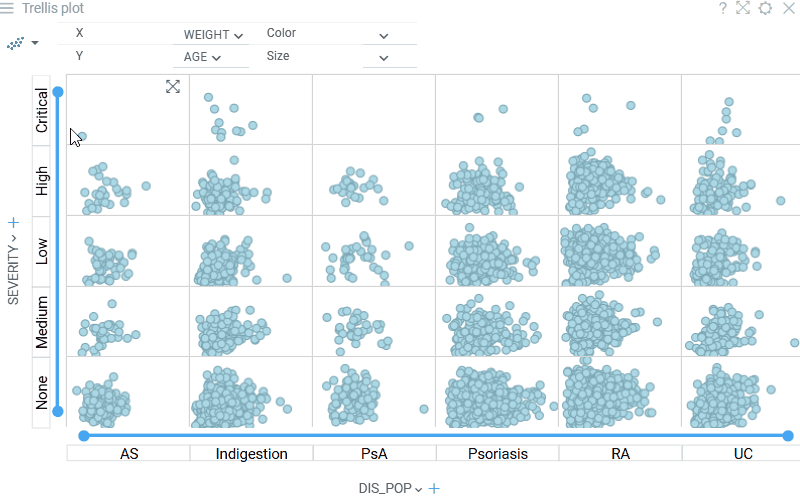 Trellis plot
?
X WEIGHT Color
Y AGE Size
Critical
High
Low
Medium
None
SEVERITY +
AS Indigestion PsA Psoriasis RA UC
DIS_POP +